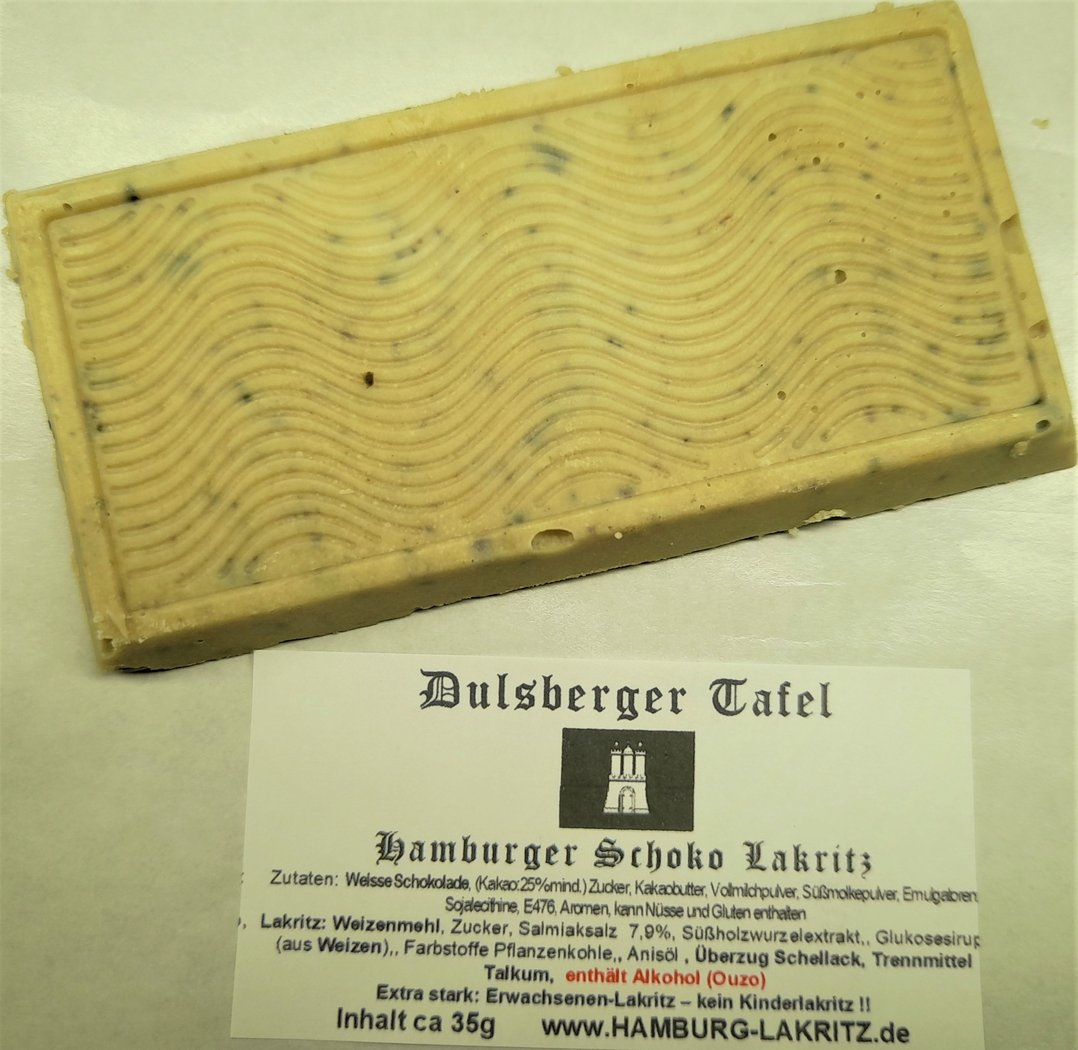 Dulsberger Tafel
Hamburger Schoko Lakritz
Zutaten: Weisse Schokolade, (Kakao:25%mind.) Zucker, Kakaobutter, Vollmilchpulver, Süßmolkepulver, Emulgatoren:
Sojalecithine, E476, Aromen, kann Nüsse und Gluten enthalten
Lakritz: Weizenmehl, Zucker, Salmiaksalz 7,9%, Süßholzwurzelextrakt,, Glukosesirup
(aus Weizen),, Farbstoffe Pflanzenkohle,, Anisöl , Überzug Schellack, Trennmittel
Talkum, enthält Alkohol (Ouzo)
Extra stark: Erwachsenen-Lakritz – kein Kinderlakritz !!
Inhalt ca 35g www.HAMBURG-LAKRITZ.de